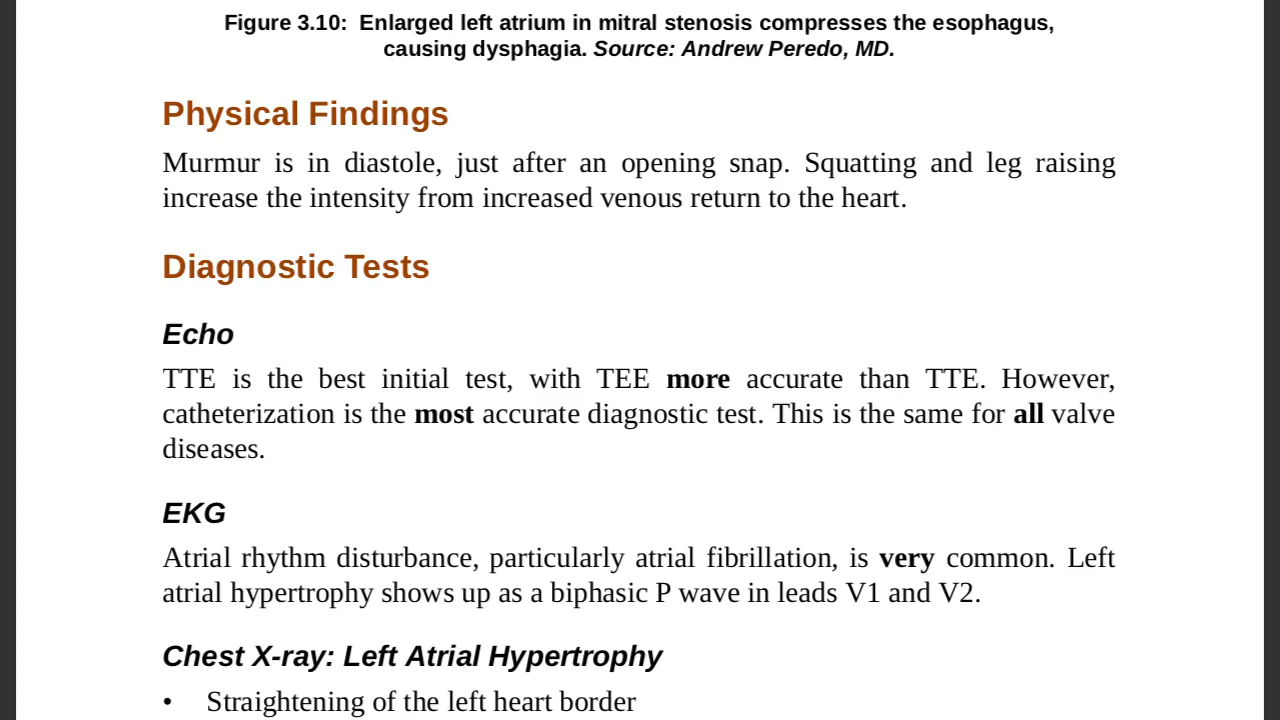 Figure 3.10: Enlarged left atrium in mitral stenosis compresses the esophagus,
causing dysphagia. Source: Andrew Peredo, MD.
Physical Findings
Murmur is in diastole, just after an opening snap. Squatting and leg raising
increase the intensity from increased venous return to the heart.
Diagnostic Tests
Echo
TTE is the best initial test, with TEE more accurate than TTE. However,
catheterization is the most accurate diagnostic test. This is the same for all valve
diseases.
EKG
Atrial rhythm disturbance, particularly atrial fibrillation, is very common. Left
atrial hypertrophy shows up as a biphasic P wave in leads V1 and V2.
Chest X-ray: Left Atrial Hypertrophy
• Straightening of the left heart border